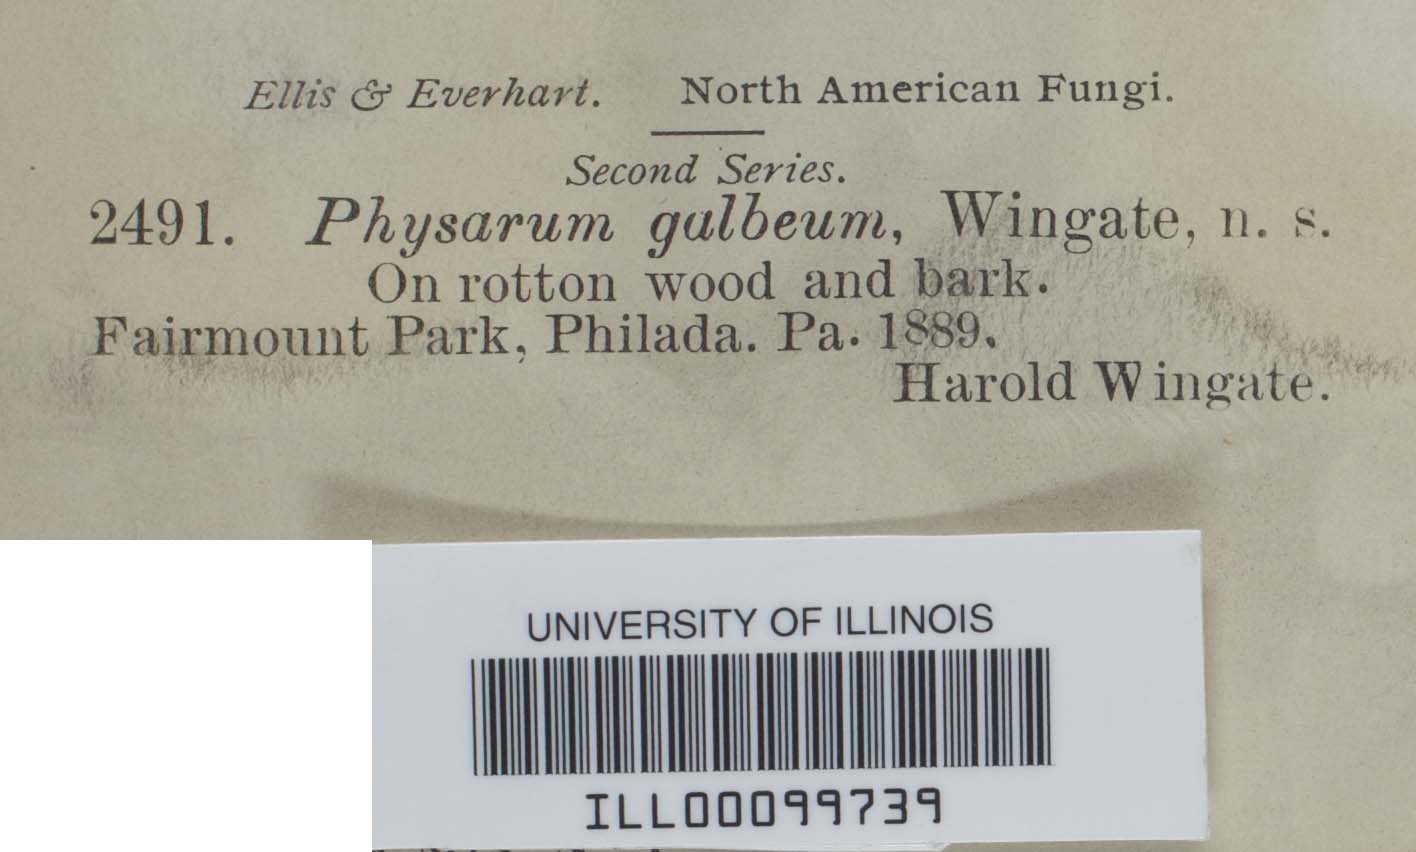 Ellis & Everhart. North American Fungi.
Second Series.
2491. Physarum galbeum, Wingate, n. s.
On rotton wood and bark.
Fairmount Park, Philada. Pa. 1889.
Harold Wingate.
UNIVERSITY OF ILLINOIS
ILL00099739